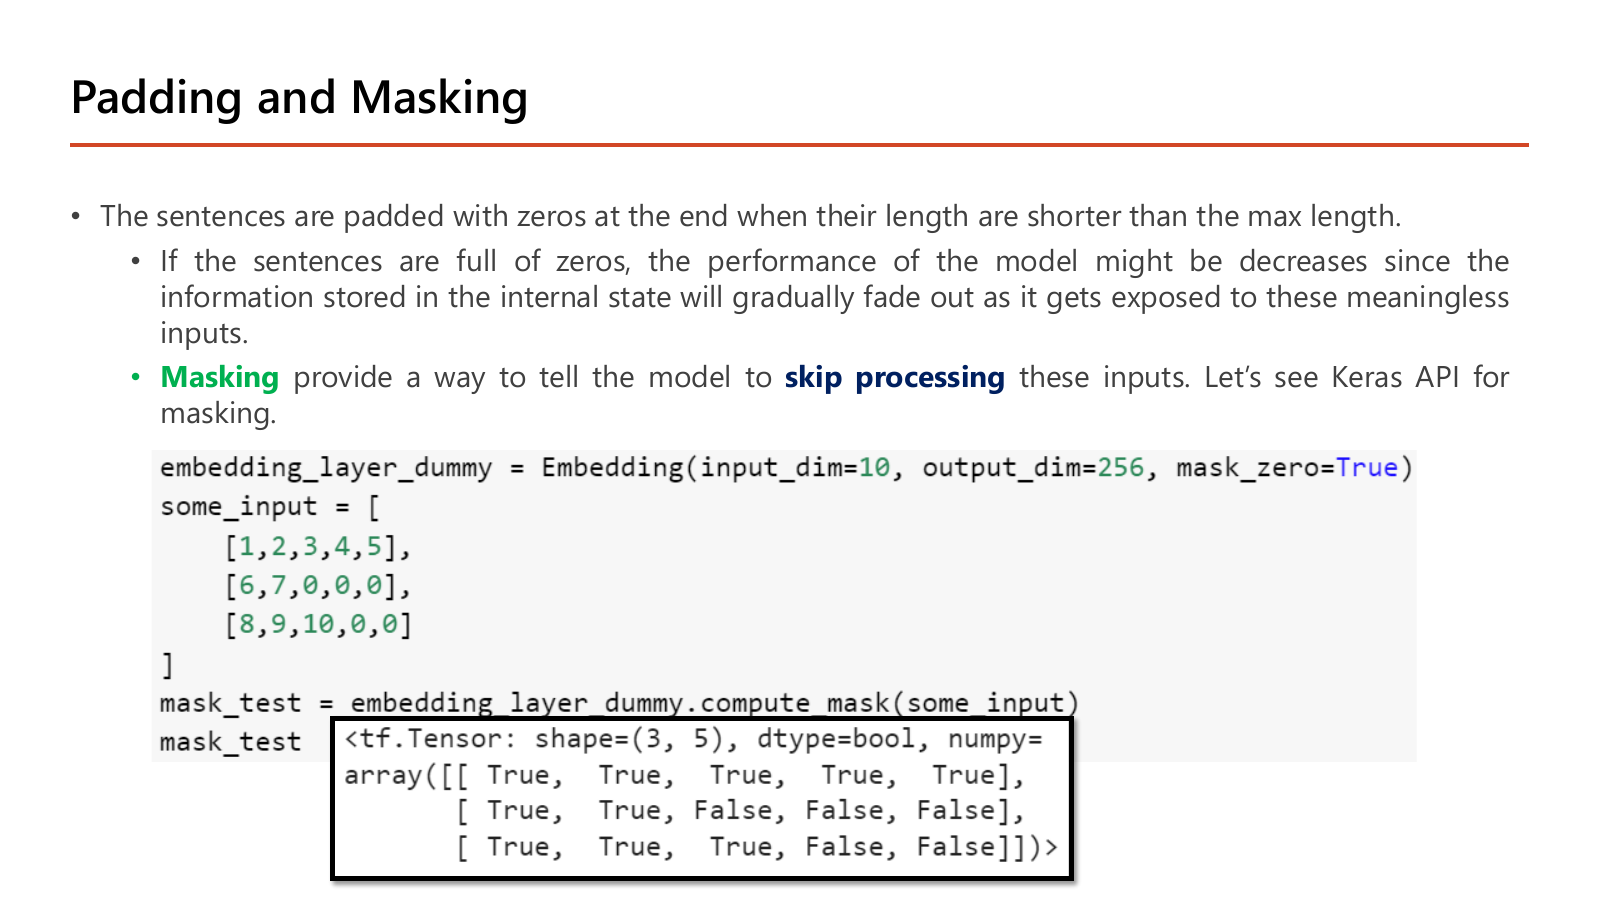 Padding and Masking
• The sentences are padded with zeros at the end when their length are shorter than the max length.
• If the sentences are full of zeros, the performance of the model might be decreases since the
information stored in the internal state will gradually fade out as it gets exposed to these meaningless
inputs.
• Masking provide a way to tell the model to skip processing these inputs. Let's see Keras API for
masking.
embedding_layer_dummy = Embedding(input_dim=10, output_dim=256, mask_zero=True)
some_input = [
    [1,2,3,4,5],
    [6,7,0,0,0],
    [8,9,10,0,0]
]
mask_test = embedding_layer_dummy.compute_mask(some_input)
mask_test
<tf.Tensor: shape=(3, 5), dtype=bool, numpy=
array([[ True,  True,  True,  True,  True],
       [ True,  True, False, False, False],
       [ True,  True,  True, False, False]])>